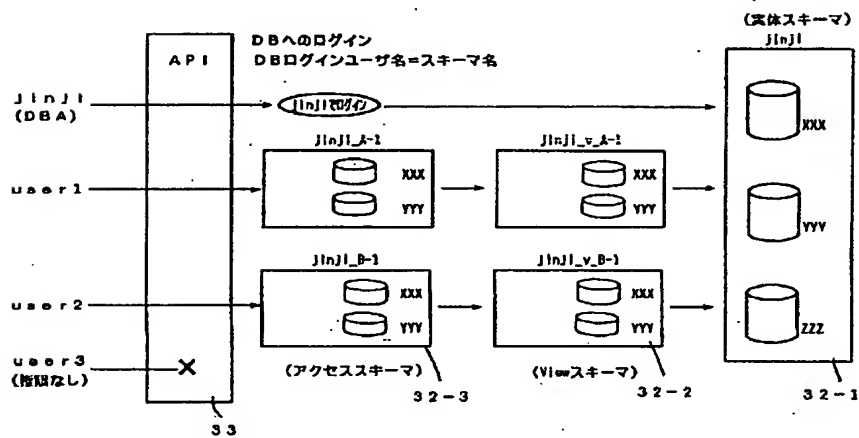 (実体スキーマ)
jinji
DBへのログイン
DBログインユーザ名=スキーマ名
API
jinji
(DBA)
jinjiでログイン
XXX
jinji_A-1
jinji_v_A-1
user1
XXX
YYY
XXX
YYY
YYY
jinji_B-1
jinji_v_B-1
user2
XXX
YYY
XXX
YYY
ZZZ
user3
(権限なし)
(アクセススキーマ)
(Viewスキーマ)
32-3
32-2
32-1
33